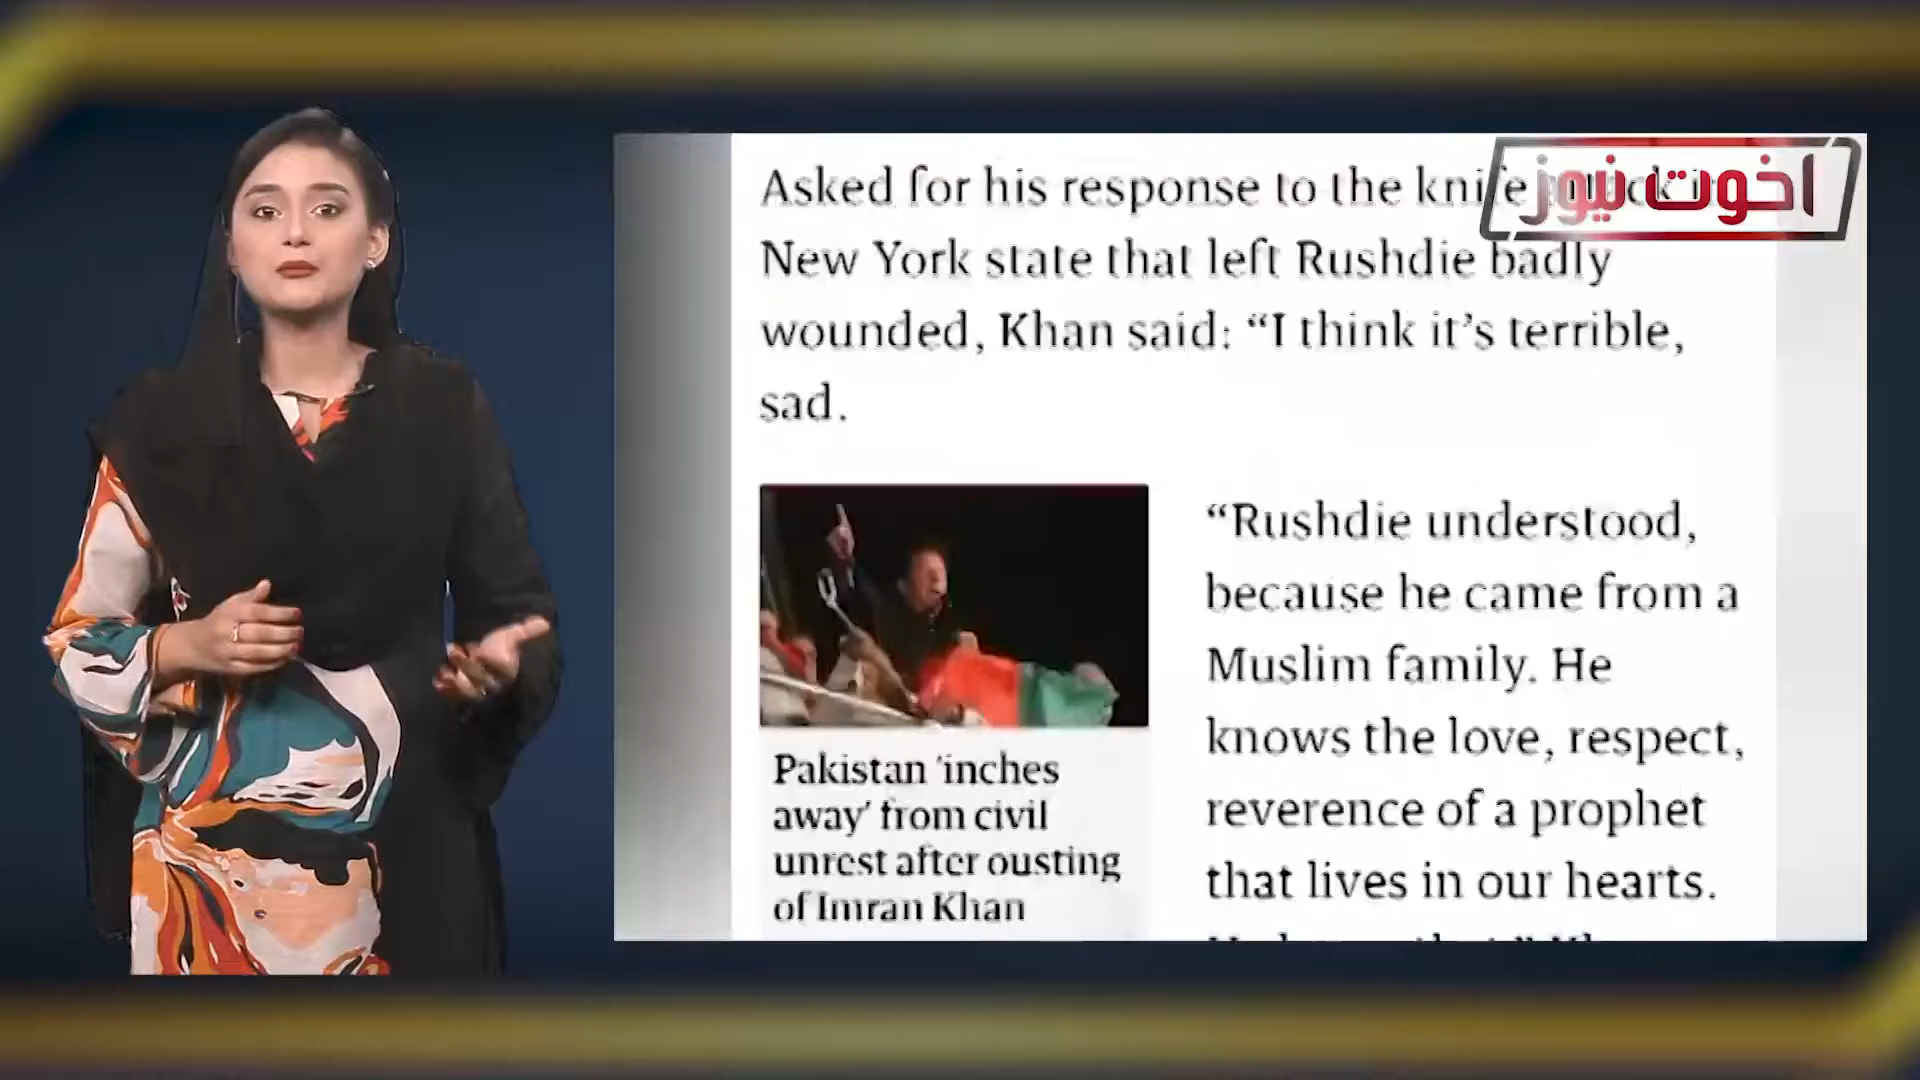 اخوت نیوز
Asked for his response to the
New York state that left Rushdie badly
wounded, Khan said: “I think it’s terrible,
sad.
“Rushdie understood,
because he came from a
Muslim family. He
knows the love, respect,
reverence of a prophet
that lives in our hearts.
Pakistan ‘inches
away’ from civil
unrest after ousting
of Imran Khan